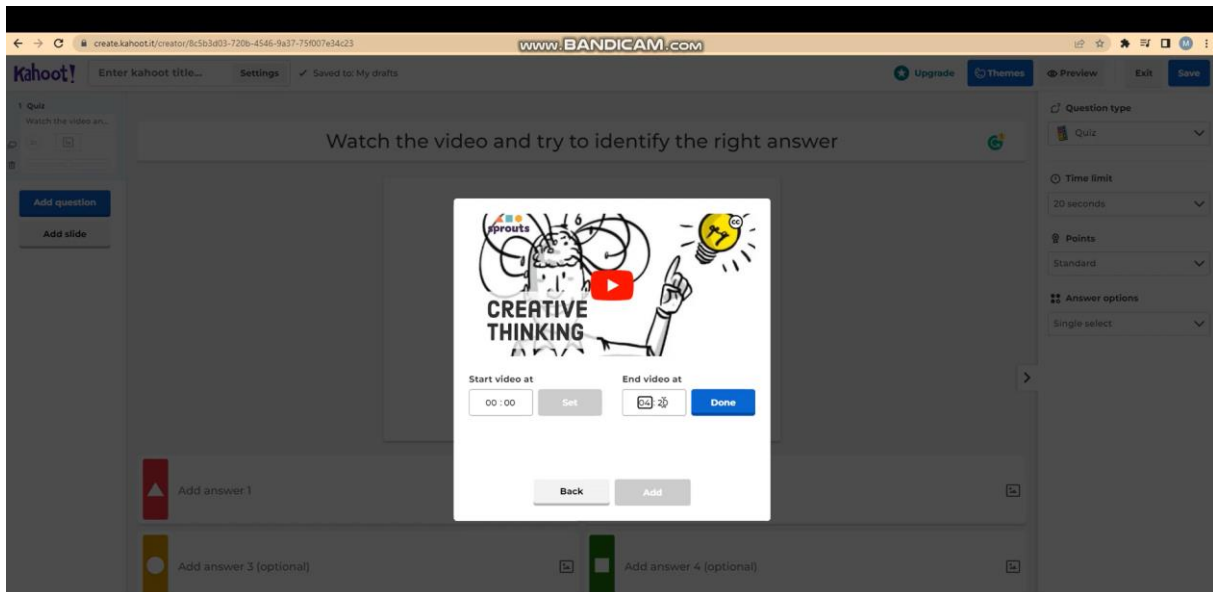 create.kahoot.it/creator/8c5b3d03-720b-4546-9a37-75f007e34c23
www.BANDICAM.com
M
Kahoot! Enter kahoot title... Settings Saved to: My drafts Upgrade Themes Preview Exit Save
1 Quiz
Watch the video an...
Add question
Add slide
Watch the video and try to identify the right answer
sprouts
CC
CREATIVE
THINKING
Start video at End video at
00 : 00 Set 04 : Done
Back Add
Add answer 1
Add answer 3 (optional) Add answer 4 (optional)
Question type
Quiz
Time limit
20 seconds
Points
Standard
Answer options
Single select